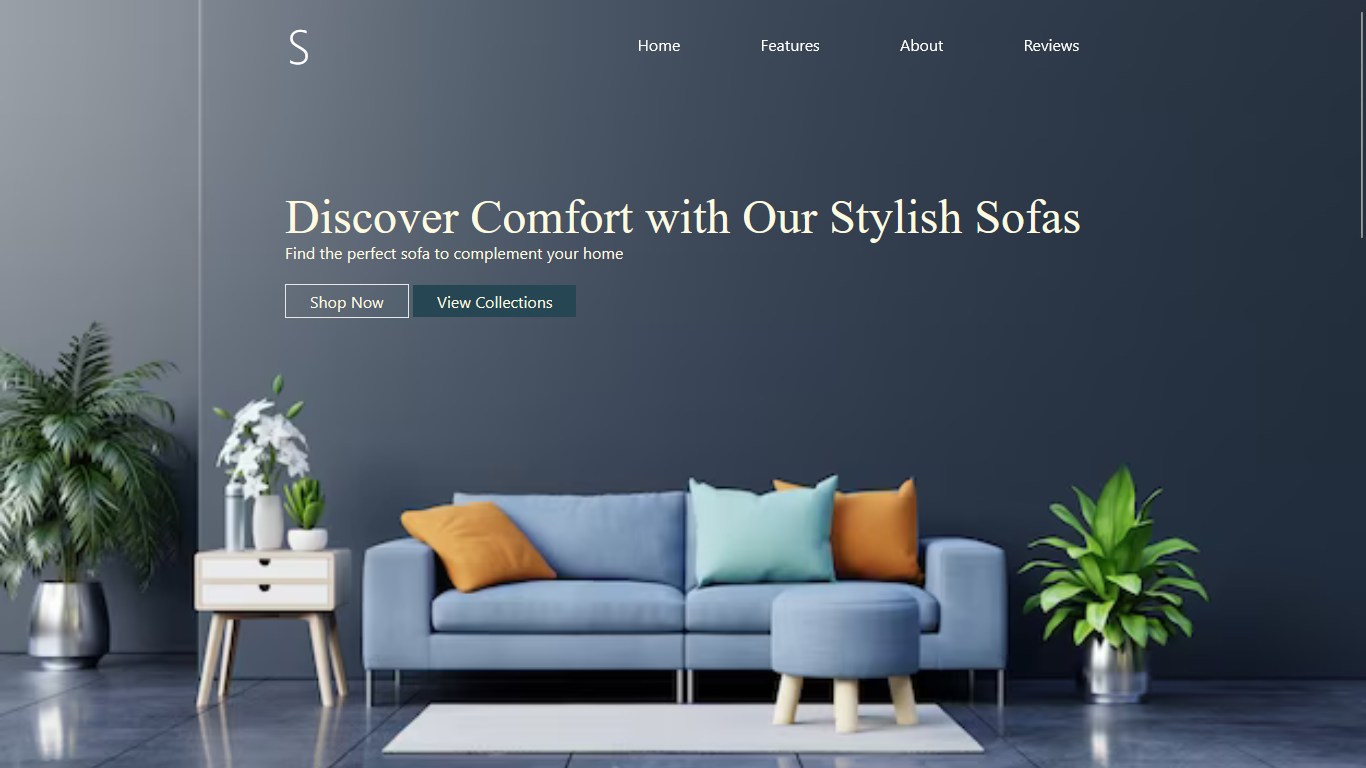 S
Home Features About Reviews
Discover Comfort with Our Stylish Sofas
Find the perfect sofa to complement your home
Shop Now View Collections